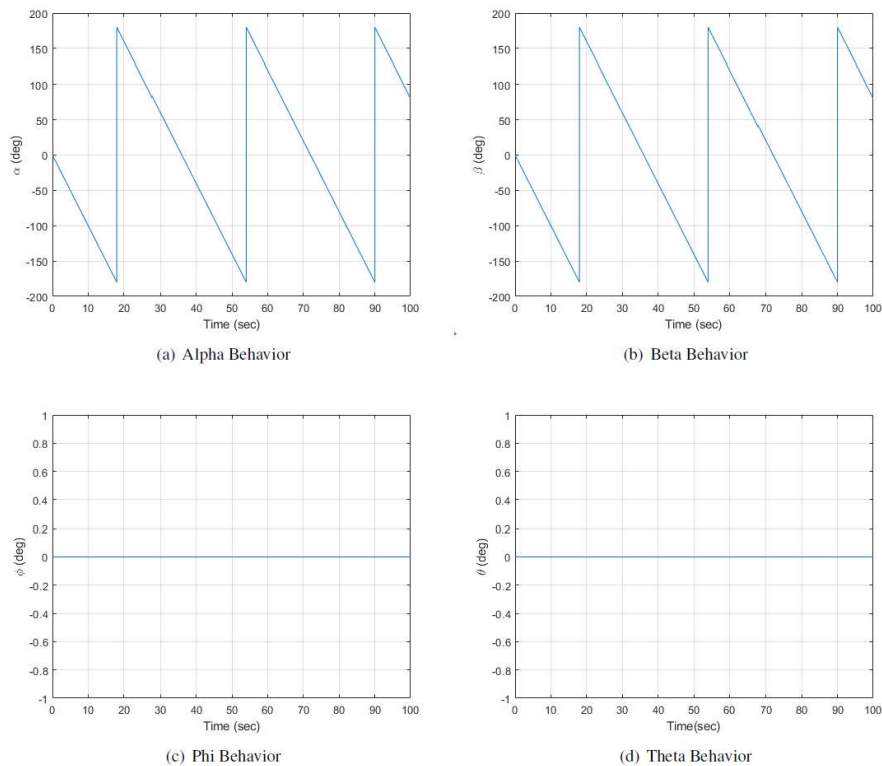 200
150
100
50
0
-50
-100
-150
-200
α (deg)
0 10 20 30 40 50 60 70 80 90 100
Time (sec)
(a) Alpha Behavior
200
150
100
50
0
-50
-100
-150
-200
β (deg)
0 10 20 30 40 50 60 70 80 90 100
Time (sec)
(b) Beta Behavior
1
0.8
0.6
0.4
0.2
0
-0.2
-0.4
-0.6
-0.8
-1
ϕ (deg)
0 10 20 30 40 50 60 70 80 90 100
Time (sec)
(c) Phi Behavior
1
0.8
0.6
0.4
0.2
0
-0.2
-0.4
-0.6
-0.8
-1
θ (deg)
0 10 20 30 40 50 60 70 80 90 100
Time(sec)
(d) Theta Behavior